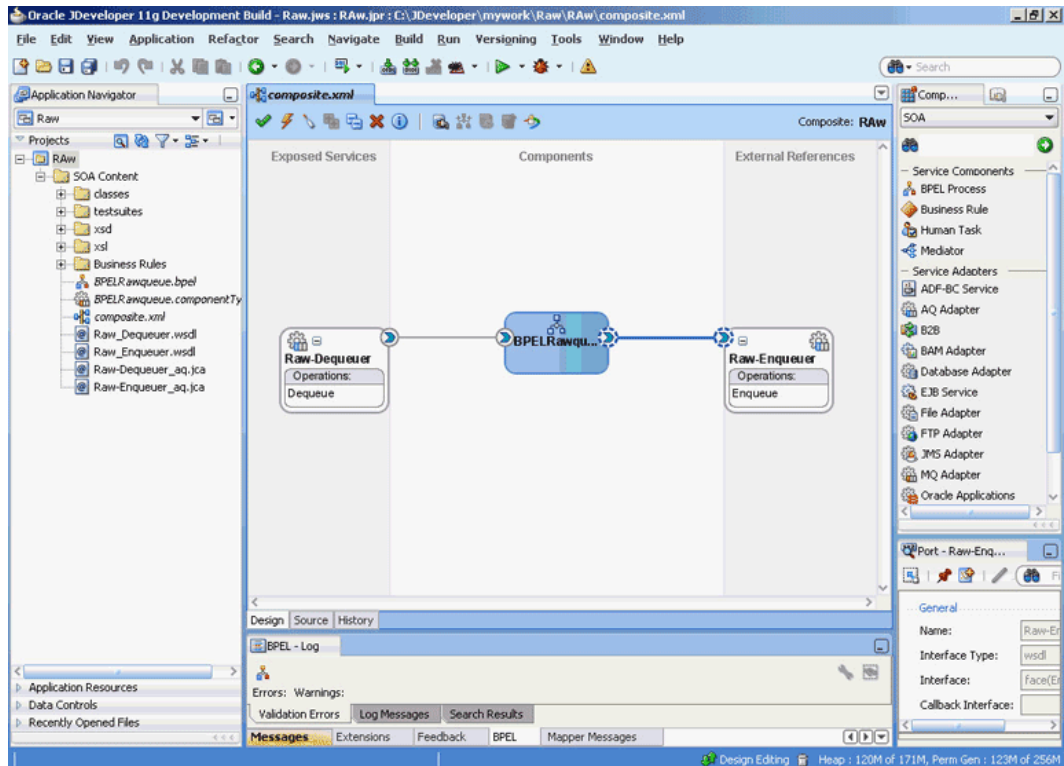 Oracle JDeveloper 11g Development Build - Raw.jws : RAw.jpr : C:\JDeveloper\mywork\Raw\RAw\composite.xml
File Edit View Application Refactor Search Navigate Build Run Versioning Tools Window Help
Search
Application Navigator
Raw
Projects
RAw
SOA Content
classes
testsuites
xsd
xsl
Business Rules
BPELRawqueue.bpel
BPELRawqueue.componentTy
composite.xml
Raw_Dequeuer.wsdl
Raw_Enqueuer.wsdl
Raw-Dequeuer_aq.jca
Raw-Enqueuer_aq.jca
Application Resources
Data Controls
Recently Opened Files
composite.xml
Composite: RAw
Exposed Services
Components
External References
Raw-Dequeuer
Operations:
Dequeue
BPELRawqu...
Raw-Enqueuer
Operations:
Enqueue
Design Source History
BPEL - Log
Errors: Warnings:
Validation Errors Log Messages Search Results
Messages Extensions Feedback BPEL Mapper Messages
Comp...
SOA
Service Components
BPEL Process
Business Rule
Human Task
Mediator
Service Adapters
ADF-BC Service
AQ Adapter
B2B
BAM Adapter
Database Adapter
EJB Service
File Adapter
FTP Adapter
JMS Adapter
MQ Adapter
Oracle Applications
Port - Raw-Enq...
Fi
General
Name: Raw-Er
Interface Type: wsdl
Interface: face(Er
Callback Interface:
Design Editing Heap : 120M of 171M, Perm Gen : 123M of 256M